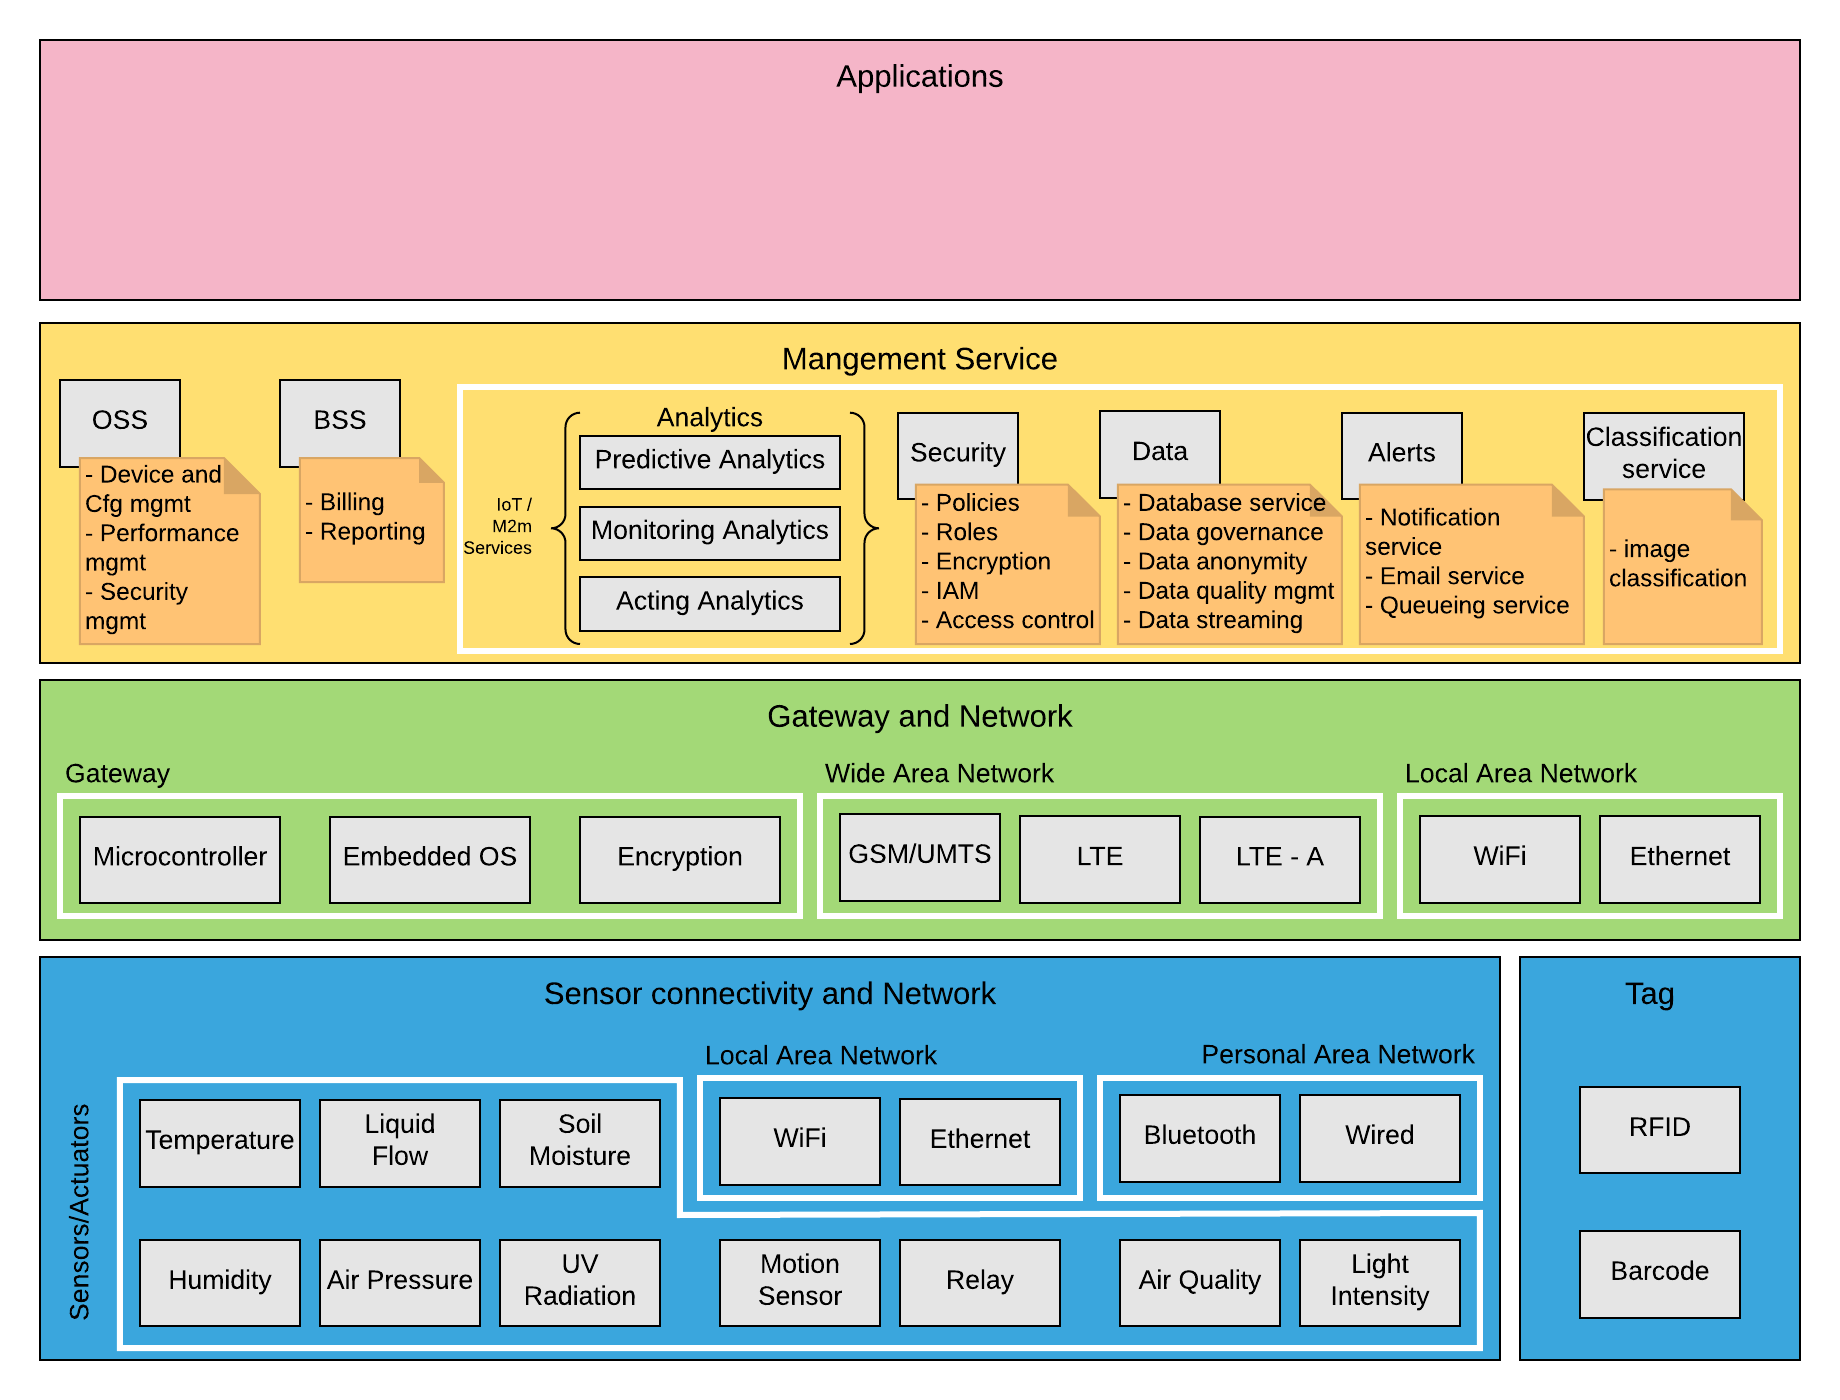 Applications
Mangement Service
OSS
- Device and
Cfg mgmt
- Performance
mgmt
- Security
mgmt
BSS
- Billing
- Reporting
IoT /
M2m
Services
Analytics
Predictive Analytics
Monitoring Analytics
Acting Analytics
Security
- Policies
- Roles
- Encryption
- IAM
- Access control
Data
- Database service
- Data governance
- Data anonymity
- Data quality mgmt
- Data streaming
Alerts
- Notification
service
- Email service
- Queueing service
Classification
service
- image
classification
Gateway and Network
Gateway
Microcontroller
Embedded OS
Encryption
Wide Area Network
GSM/UMTS
LTE
LTE - A
Local Area Network
WiFi
Ethernet
Sensor connectivity and Network
Sensors/Actuators
Temperature
Liquid
Flow
Soil
Moisture
Local Area Network
WiFi
Ethernet
Personal Area Network
Bluetooth
Wired
Humidity
Air Pressure
UV
Radiation
Motion
Sensor
Relay
Air Quality
Light
Intensity
Tag
RFID
Barcode